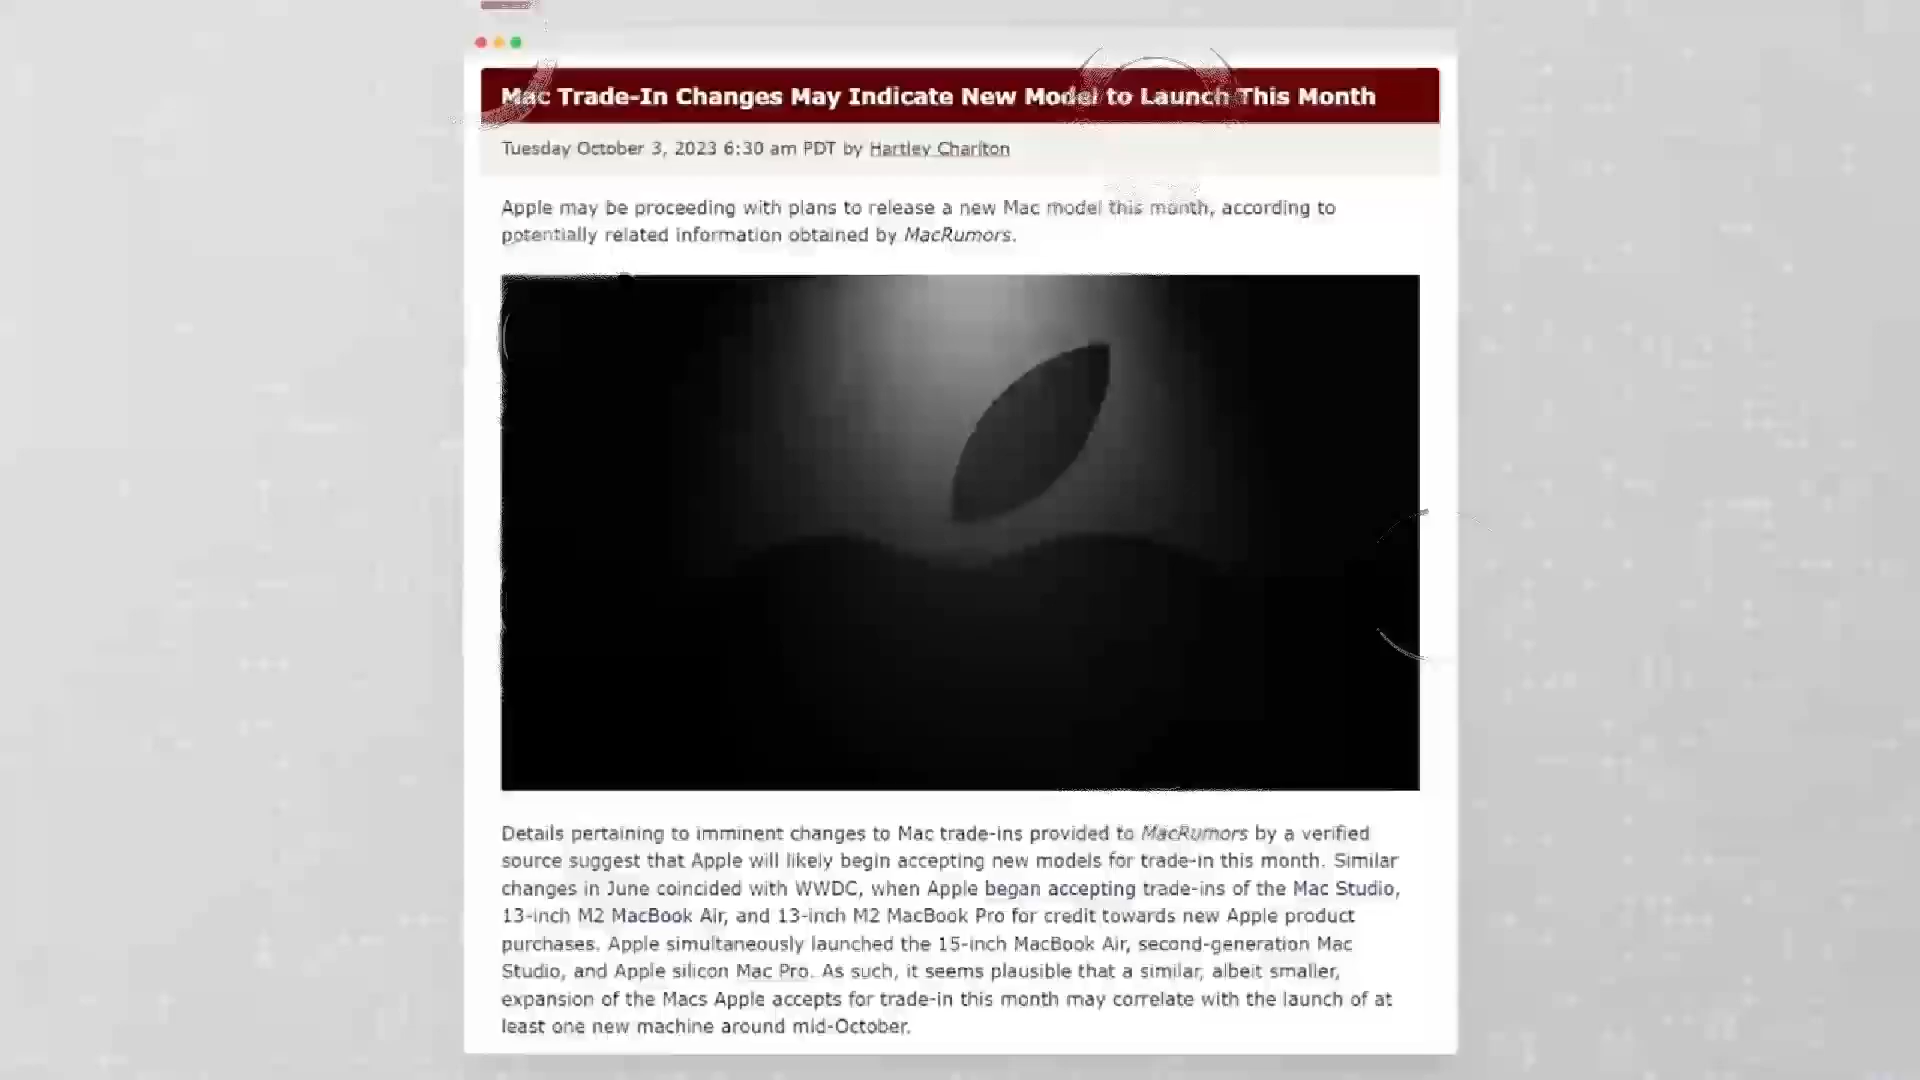 Mac Trade-In Changes May Indicate New Model to Launch This Month
Tuesday October 3, 2023 6:30 am PDT by Hartley Charlton
Apple may be proceeding with plans to release a new Mac model this month, according to
potentially related information obtained by MacRumors.
Details pertaining to imminent changes to Mac trade-ins provided to MacRumors by a verified
source suggest that Apple will likely begin accepting new models for trade-in this month. Similar
changes in June coincided with WWDC, when Apple began accepting trade-ins of the Mac Studio,
13-inch M2 MacBook Air, and 13-inch M2 MacBook Pro for credit towards new Apple product
purchases. Apple simultaneously launched the 15-inch MacBook Air, second-generation Mac
Studio, and Apple silicon Mac Pro. As such, it seems plausible that a similar, albeit smaller,
expansion of the Macs Apple accepts for trade-in this month may correlate with the launch of at
least one new machine around mid-October.